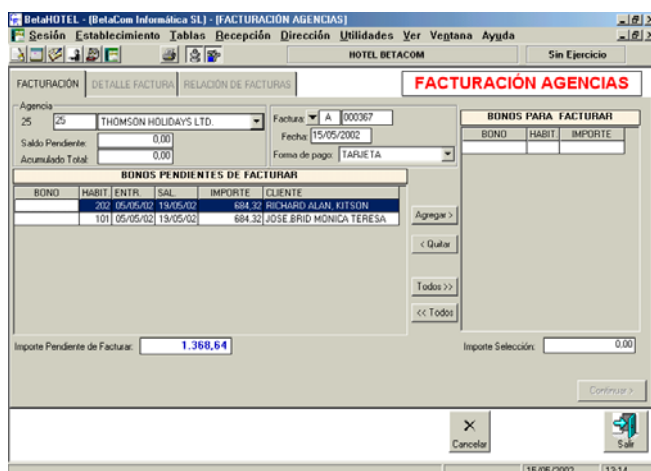 BetaHOTEL - (BetaCom Informática SL) - [FACTURACIÓN AGENCIAS]
Sesión Establecimiento Tablas Recepción Dirección Utilidades Ver Ventana Ayuda
HOTEL BETACOM Sin Ejercicio
FACTURACIÓN DETALLE FACTURA RELACIÓN DE FACTURAS FACTURACIÓN AGENCIAS
Agencia
25 25 THOMSON HOLIDAYS LTD.
Saldo Pendiente: 0,00
Acumulado Total: 0,00
Factura: A 000367
Fecha: 15/05/2002
Forma de pago: TARJETA
BONOS PENDIENTES DE FACTURAR
BONO HABIT. ENTR. SAL. IMPORTE CLIENTE
202 05/05/02 19/05/02 684,32 RICHARD ALAN, KITSON
101 05/05/02 19/05/02 684,32 JOSE.BRID MONICA TERESA
Agregar >
< Quitar
Todos >>
<< Todos
BONOS PARA FACTURAR
BONO HABIT. IMPORTE
Importe Pendiente de Facturar: 1.368,64
Importe Selección: 0,00
Continuar >
Cancelar Salir
15/05/2002 13:14